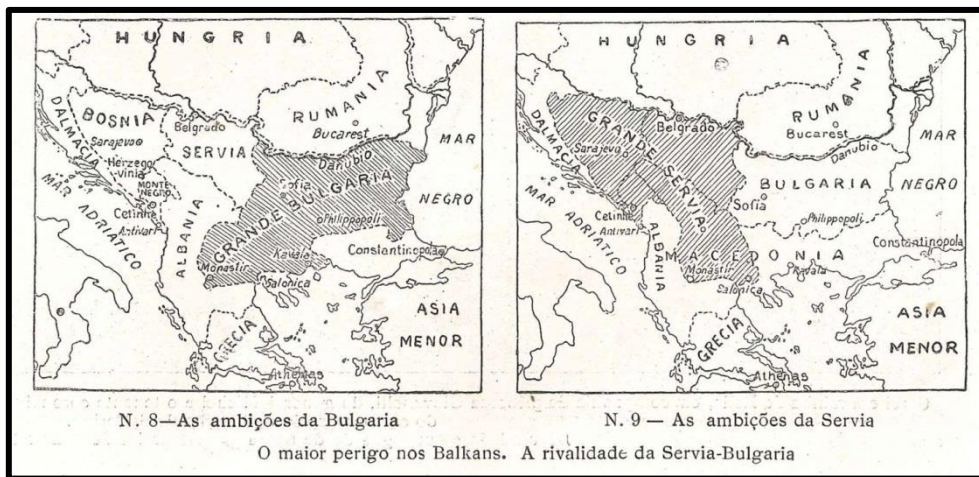 HUNGRIA
BOSNIA
Belgrado
RUMANIA
Bucarest
DALMACIA
Sarajevo
SERVIA
Danubio
MAR
Herzego
vinia
MONTE
NEGRO
Sofia
GRANDE BULGARIA
NEGRO
MAR ADRIATICO
Cetinhe
Antivari
Philippopoli
ALBANIA
Kavala
Constantinopola
Monastir
Salonica
ASIA
MENOR
GRECIA
Athenas
N. 8—As ambições da Bulgaria
HUNGRIA
RUMANIA
Bucarest
DALMACIA
GRANDE SERVIA
Belgrado
Sarajevo
Danubio
MAR
BULGARIA
NEGRO
Sofia
MAR ADRIATICO
Cetinhe
Antivari
Philippopoli
ALBANIA
MACEDONIA
Constantinopola
Monastir
Kavala
Salonica
ASIA
MENOR
GRECIA
Athenas
N. 9 — As ambições da Servia
O maior perigo nos Balkans. A rivalidade da Servia-Bulgaria